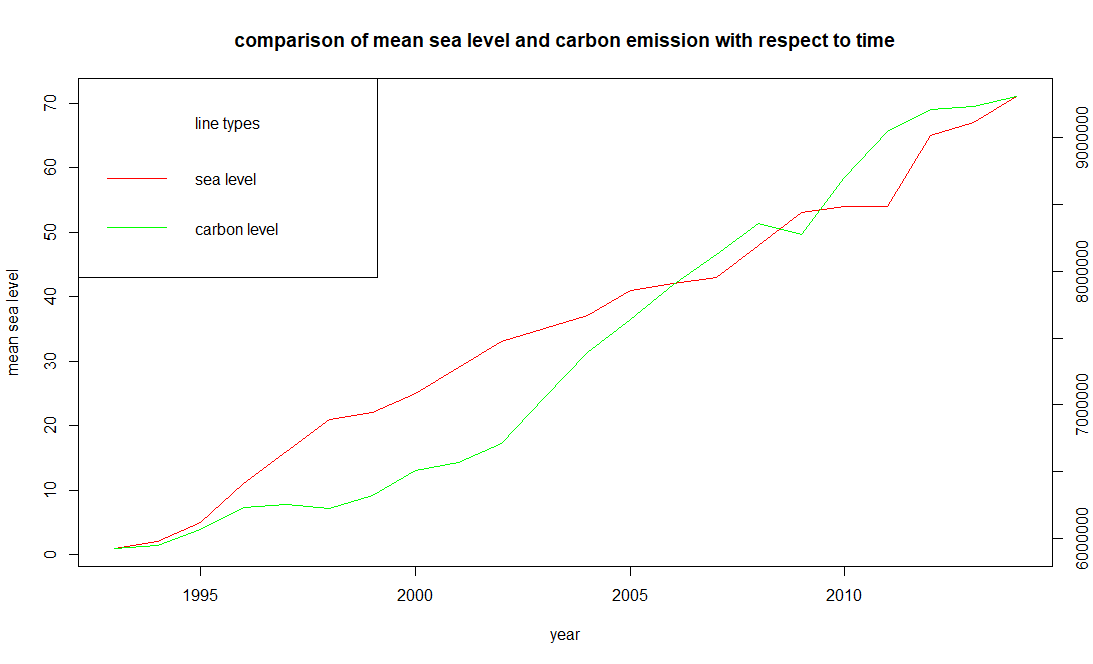 comparison of mean sea level and carbon emission with respect to time
line types
sea level
carbon level
mean sea level
0
10
20
30
40
50
60
70
6000000
7000000
8000000
9000000
1995
2000
2005
2010
year